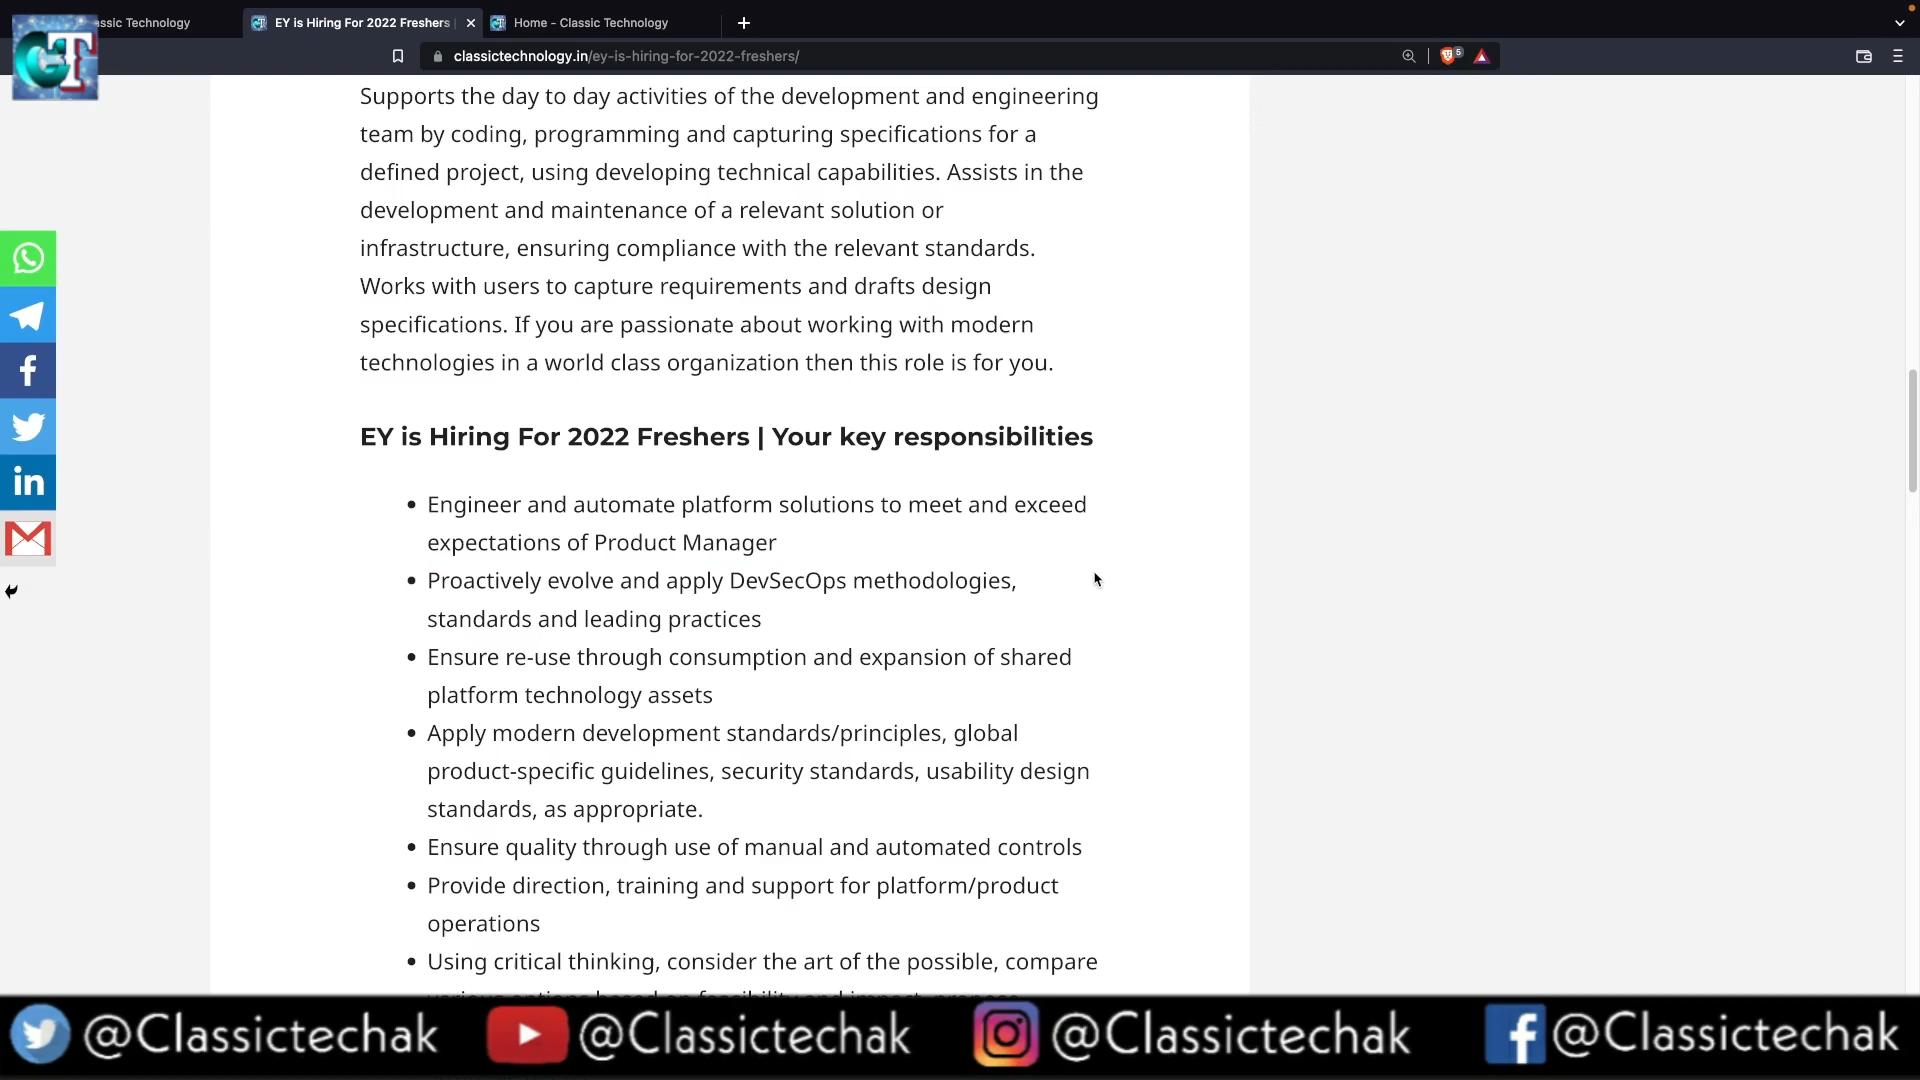 assic Technology
EY is Hiring For 2022 Freshers |
Home - Classic Technology
classictechnology.in/ey-is-hiring-for-2022-freshers/
5
CT
Supports the day to day activities of the development and engineering
team by coding, programming and capturing specifications for a
defined project, using developing technical capabilities. Assists in the
development and maintenance of a relevant solution or
infrastructure, ensuring compliance with the relevant standards.
Works with users to capture requirements and drafts design
specifications. If you are passionate about working with modern
technologies in a world class organization then this role is for you.
EY is Hiring For 2022 Freshers | Your key responsibilities
• Engineer and automate platform solutions to meet and exceed
expectations of Product Manager
• Proactively evolve and apply DevSecOps methodologies,
standards and leading practices
• Ensure re-use through consumption and expansion of shared
platform technology assets
• Apply modern development standards/principles, global
product-specific guidelines, security standards, usability design
standards, as appropriate.
• Ensure quality through use of manual and automated controls
• Provide direction, training and support for platform/product
operations
• Using critical thinking, consider the art of the possible, compare
@Classictechak
@Classictechak
@Classictechak
@Classictechak